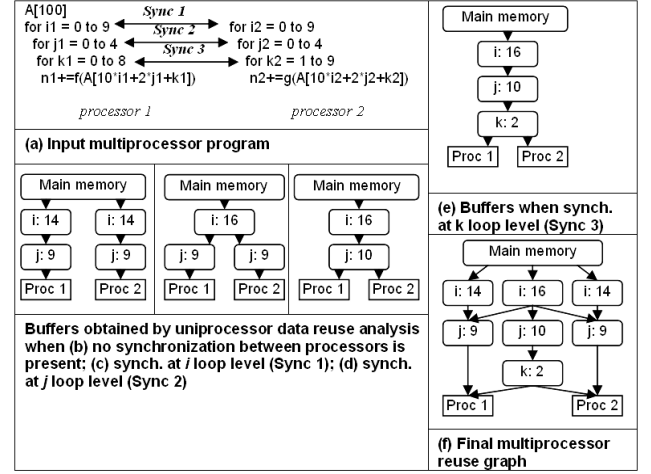 A[100]
Sync 1
for i1 = 0 to 9
for i2 = 0 to 9
Sync 2
for j1 = 0 to 4
for j2 = 0 to 4
Sync 3
for k1 = 0 to 8
for k2 = 1 to 9
n1+=f(A[10*i1+2*j1+k1])
n2+=g(A[10*i2+2*j2+k2])
processor 1
processor 2
(a) Input multiprocessor program
Main memory
i: 14
i: 14
j: 9
j: 9
Proc 1
Proc 2
Main memory
i: 16
j: 9
j: 9
Proc 1
Proc 2
Main memory
i: 16
j: 10
Proc 1
Proc 2
Buffers obtained by uniprocessor data reuse analysis
when (b) no synchronization between processors is
present; (c) synch. at i loop level (Sync 1); (d) synch.
at j loop level (Sync 2)
Main memory
i: 16
j: 10
k: 2
Proc 1
Proc 2
(e) Buffers when synch.
at k loop level (Sync 3)
Main memory
i: 14
i: 16
i: 14
j: 9
j: 10
j: 9
k: 2
Proc 1
Proc 2
(f) Final multiprocessor
reuse graph